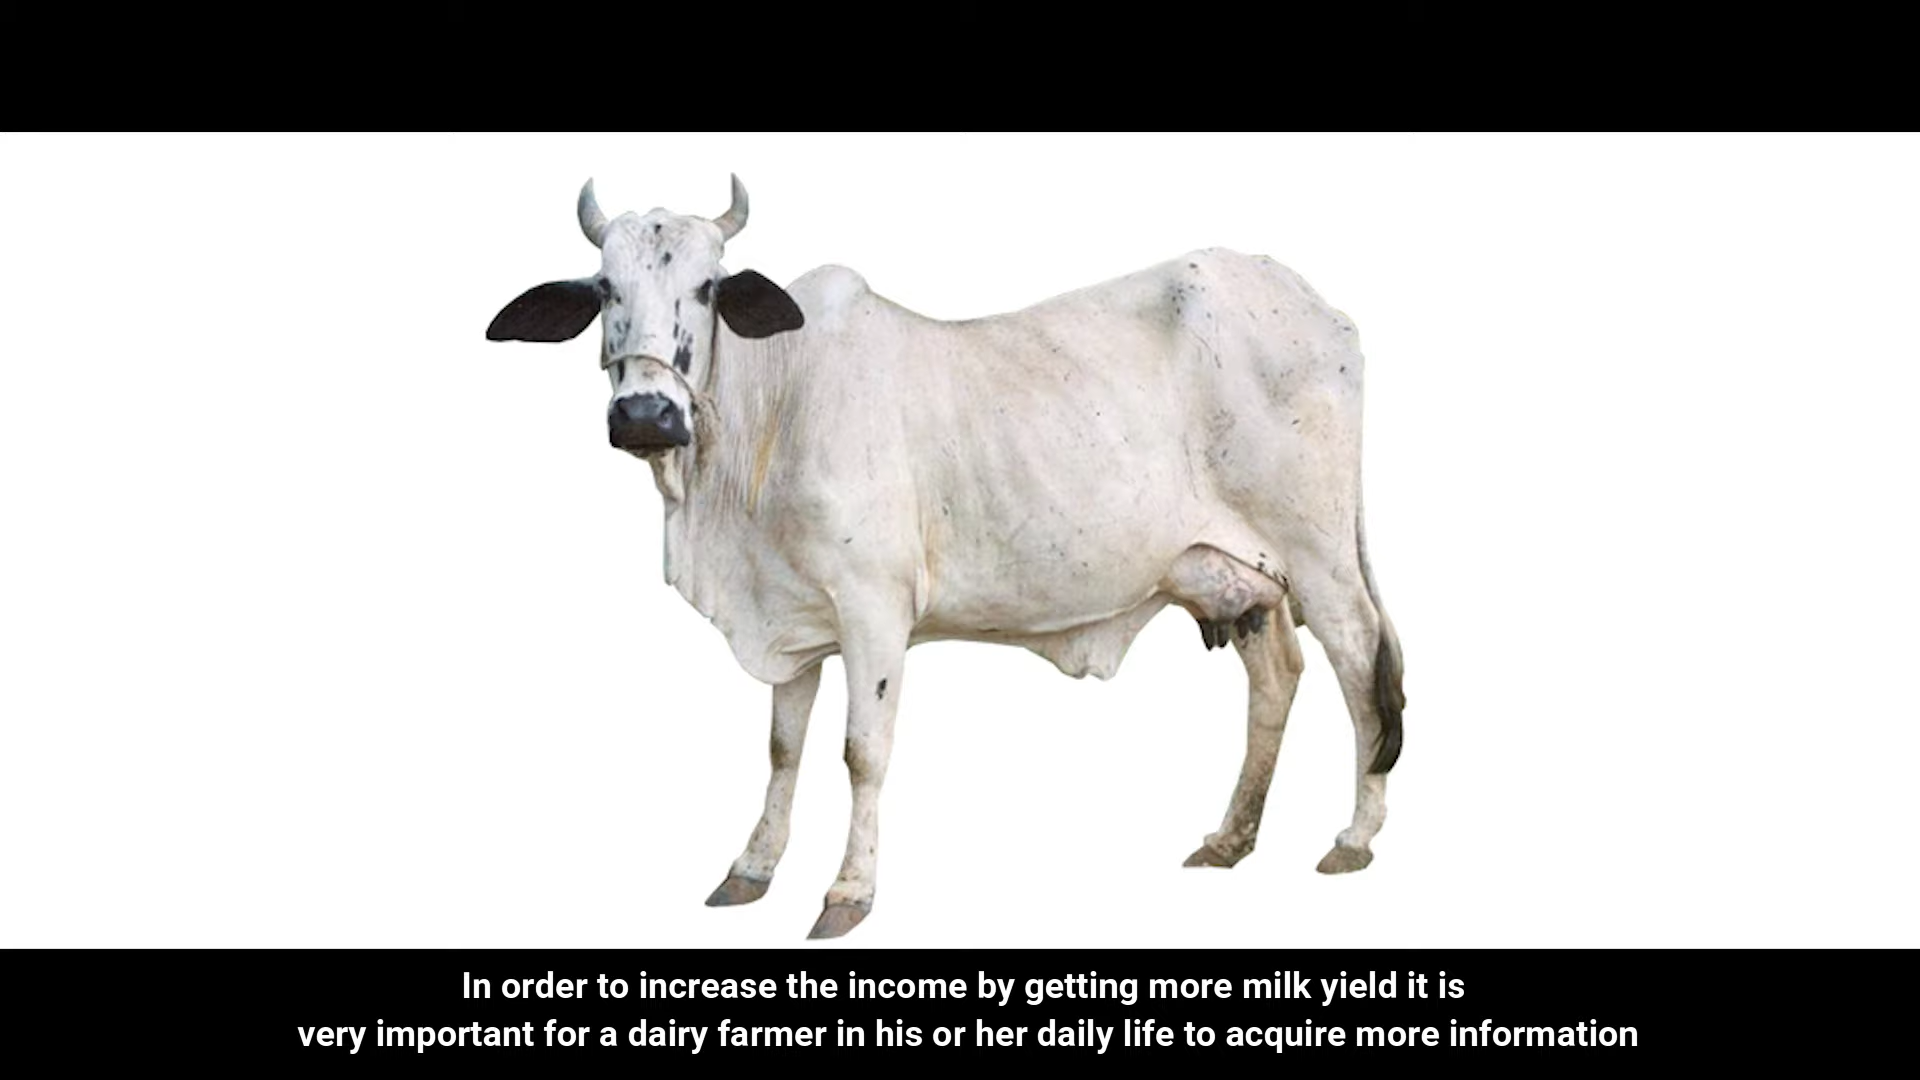 In order to increase the income by getting more milk yield it is
very important for a dairy farmer in his or her daily life to acquire more information